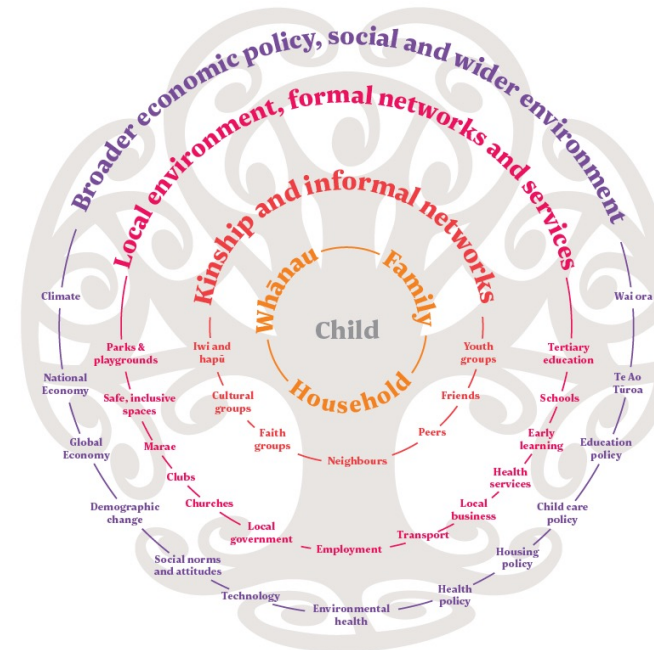 Broader economic policy, social and wider environment
Local environment, formal networks and services
Kinship and informal networks
Whānau
Family
Household
Child
Iwi and
hapū
Cultural
groups
Faith
groups
Neighbours
Peers
Friends
Youth
groups
Parks &
playgrounds
Safe, inclusive
spaces
Marae
Clubs
Churches
Local
government
Employment
Transport
Local
business
Health
services
Early
learning
Schools
Tertiary
education
Climate
National
Economy
Global
Economy
Demographic
change
Social norms
and attitudes
Technology
Environmental
health
Health
policy
Housing
policy
Child care
policy
Education
policy
Te Ao
Tūroa
Wai ora